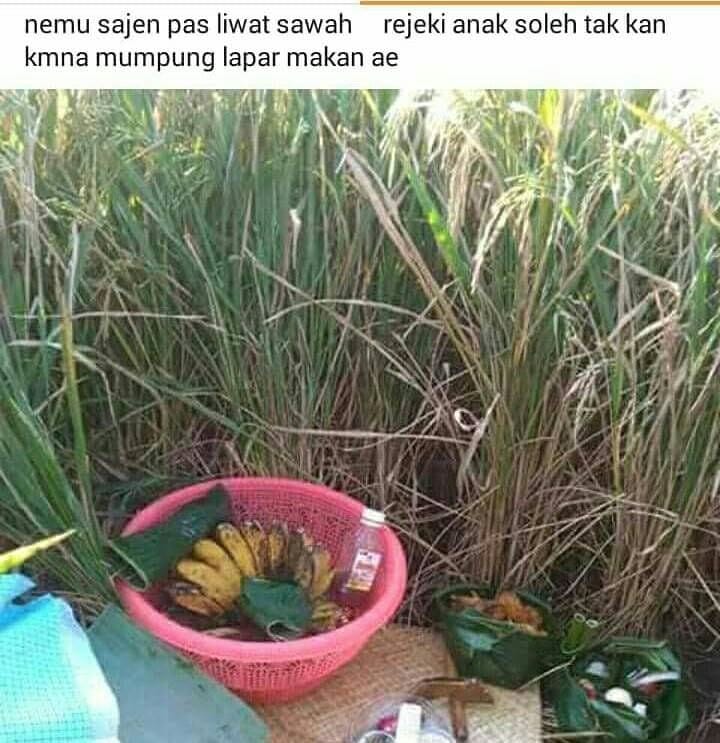 nemu sajen pas liwat sawah rejeki anak soleh tak kan
kmna mumpung lapar makan ae